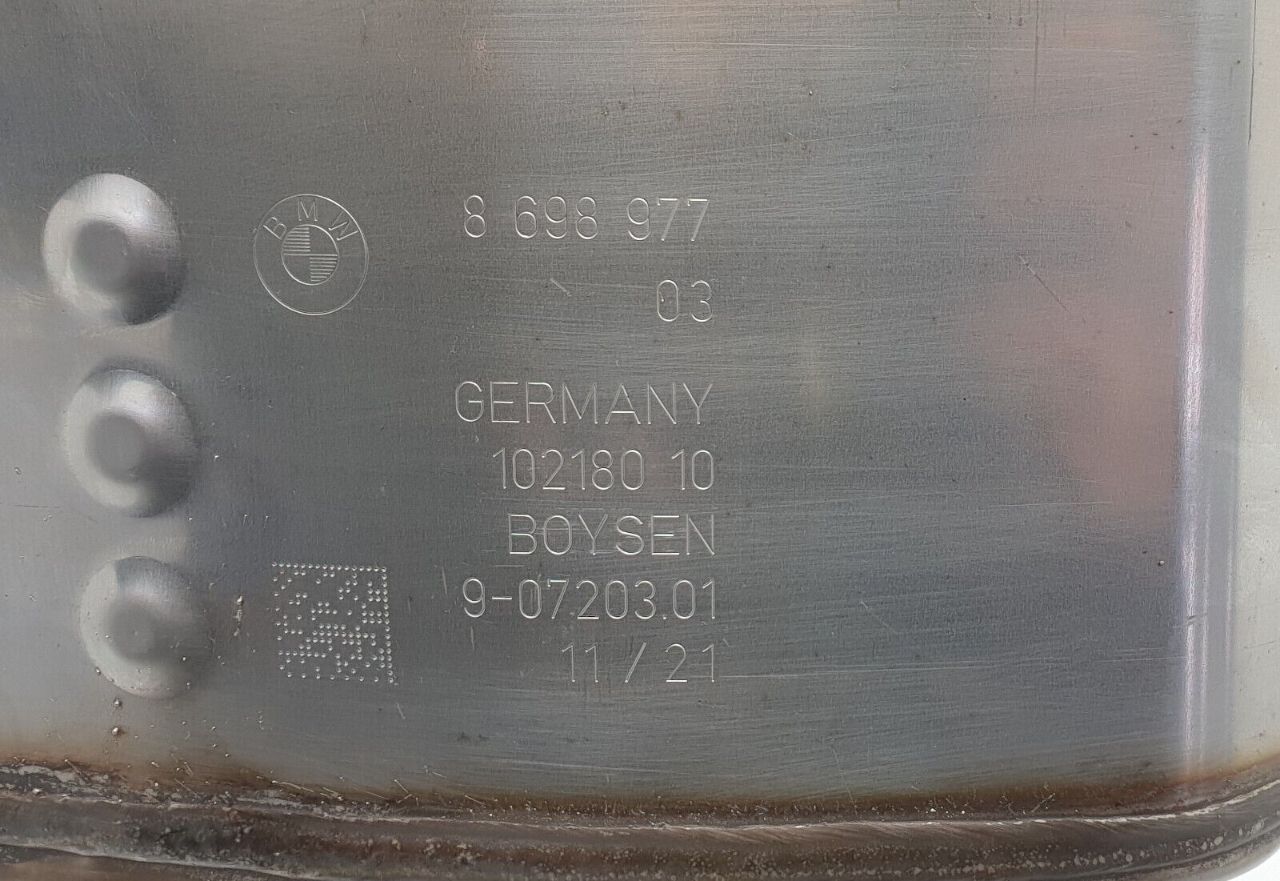 BMW
8 698 977
03
GERMANY
102180 10
BOYSEN
9-07203.01
11 / 21